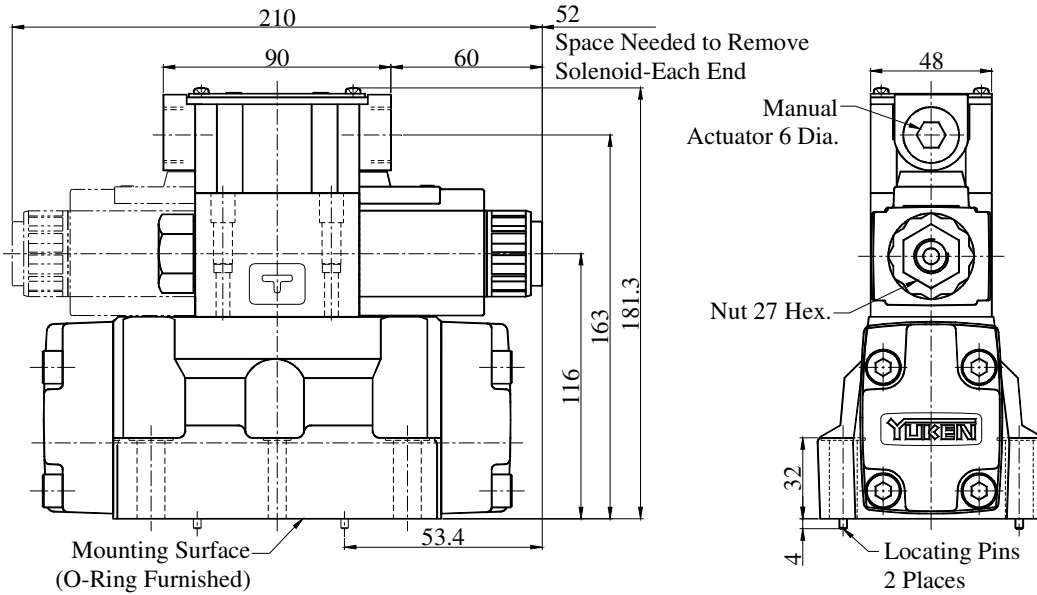 210
52
Space Needed to Remove
Solenoid-Each End
90
60
48
Manual
Actuator 6 Dia.
Nut 27 Hex.
181.3
163
116
YUKEN
32
4
53.4
Mounting Surface
(O-Ring Furnished)
Locating Pins
2 Places